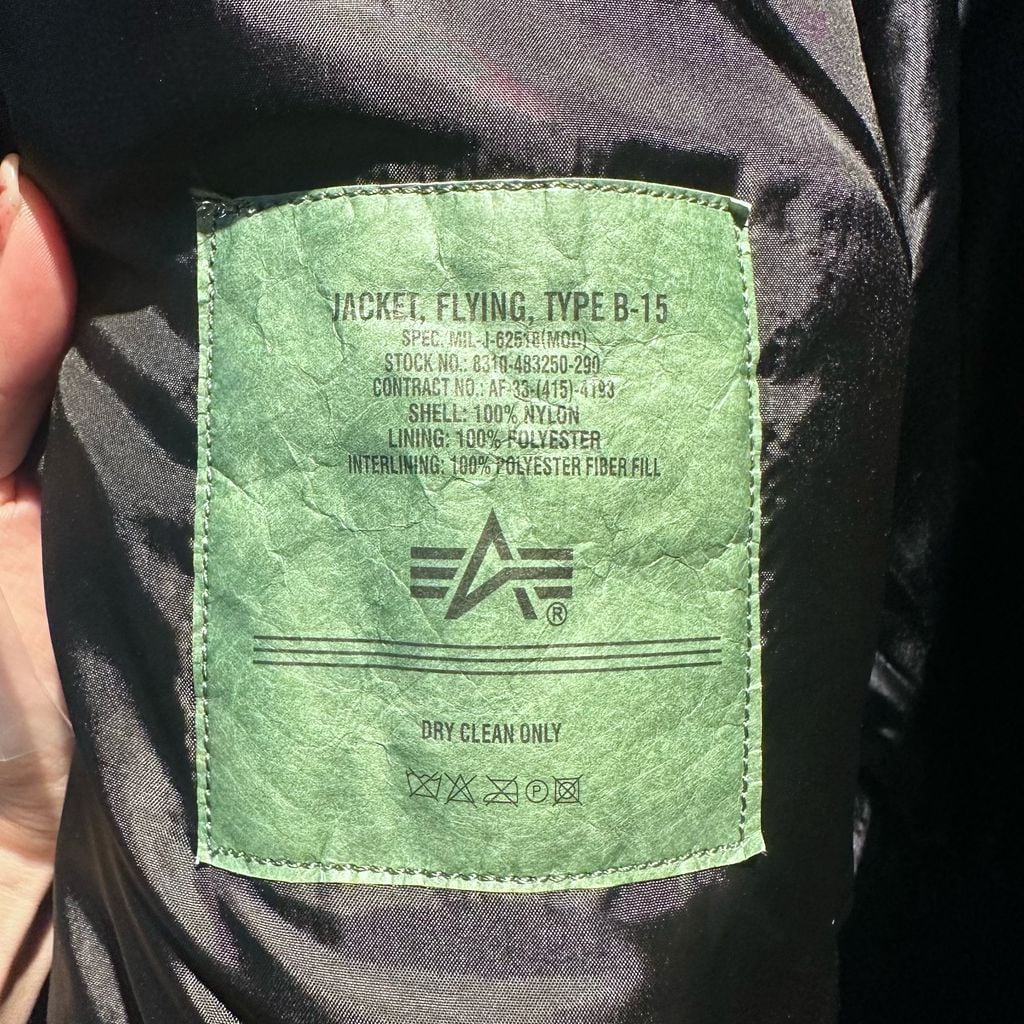 JACKET, FLYING, TYPE B-15
SPEC. MIL-J-62518(MOD)
STOCK NO.: 8310-483250-290
CONTRACT NO.: AF-33-(415)-4193
SHELL: 100% NYLON
LINING: 100% POLYESTER
INTERLINING: 100% POLYESTER FIBER FILL
®
DRY CLEAN ONLY
P